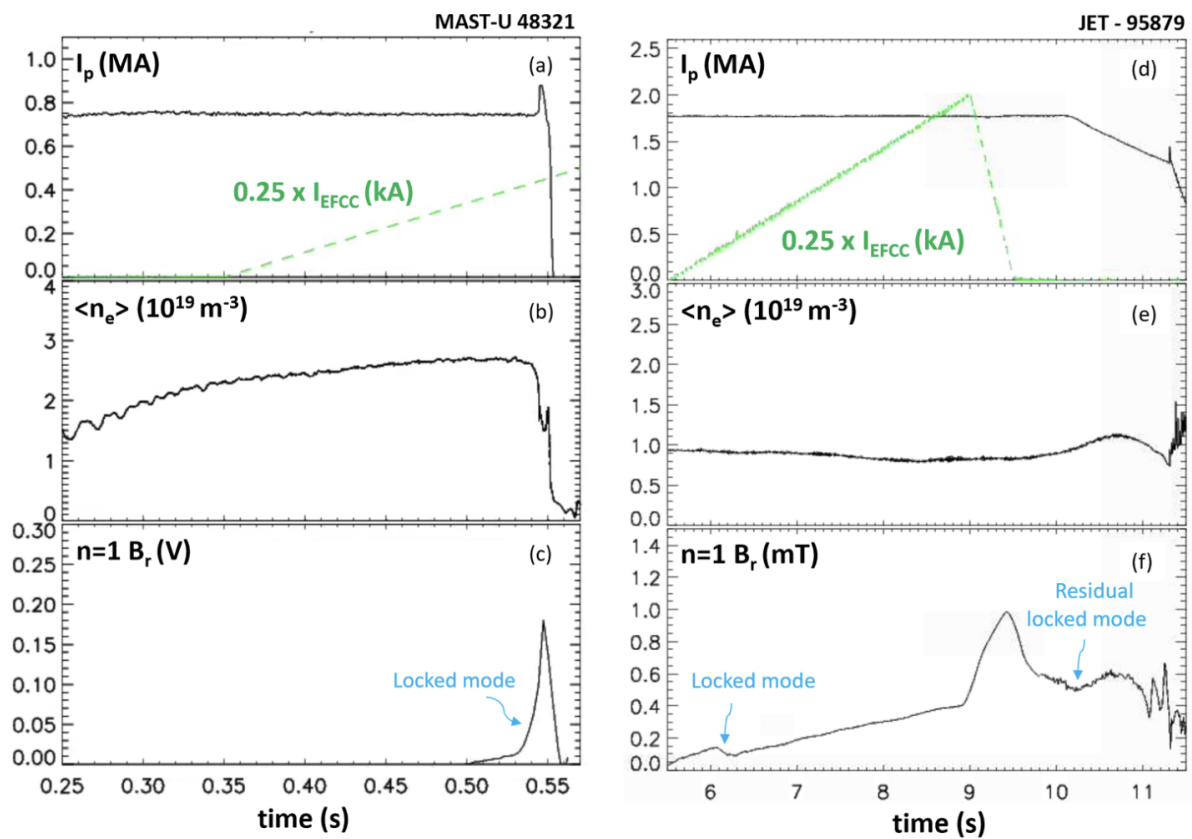 MAST-U 48321
I_p (MA)
(a)
1.0
0.8
0.6
0.4
0.2
0.0
0.25 x I_EFCC (kA)
<n_e> (10^19 m^-3)
(b)
4
3
2
1
0
n=1 B_r (V)
(c)
0.30
0.25
0.20
0.15
0.10
0.05
0.00
Locked mode
0.25 0.30 0.35 0.40 0.45 0.50 0.55
time (s)
JET - 95879
I_p (MA)
(d)
2.5
2.0
1.5
1.0
0.5
0.0
0.25 x I_EFCC (kA)
<n_e> (10^19 m^-3)
(e)
3.0
2.5
2.0
1.5
1.0
0.5
0.0
n=1 B_r (mT)
(f)
1.4
1.2
1.0
0.8
0.6
0.4
0.2
0.0
Residual
locked mode
Locked mode
6 7 8 9 10 11
time (s)